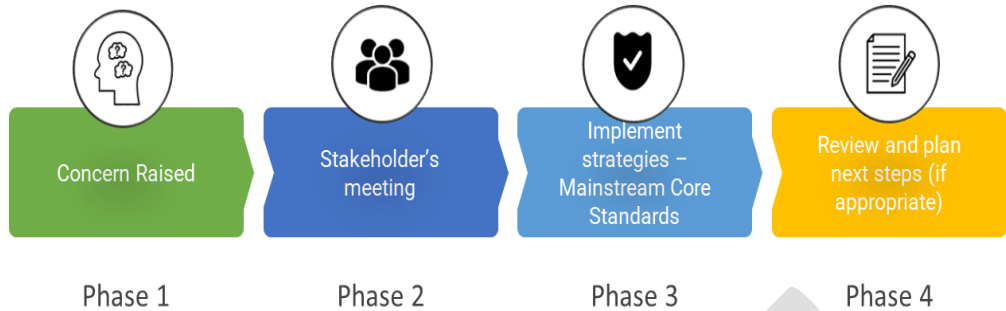 Concern Raised
Stakeholder's
meeting
Implement
strategies –
Mainstream Core
Standards
Review and plan
next steps (if
appropriate)
Phase 1
Phase 2
Phase 3
Phase 4